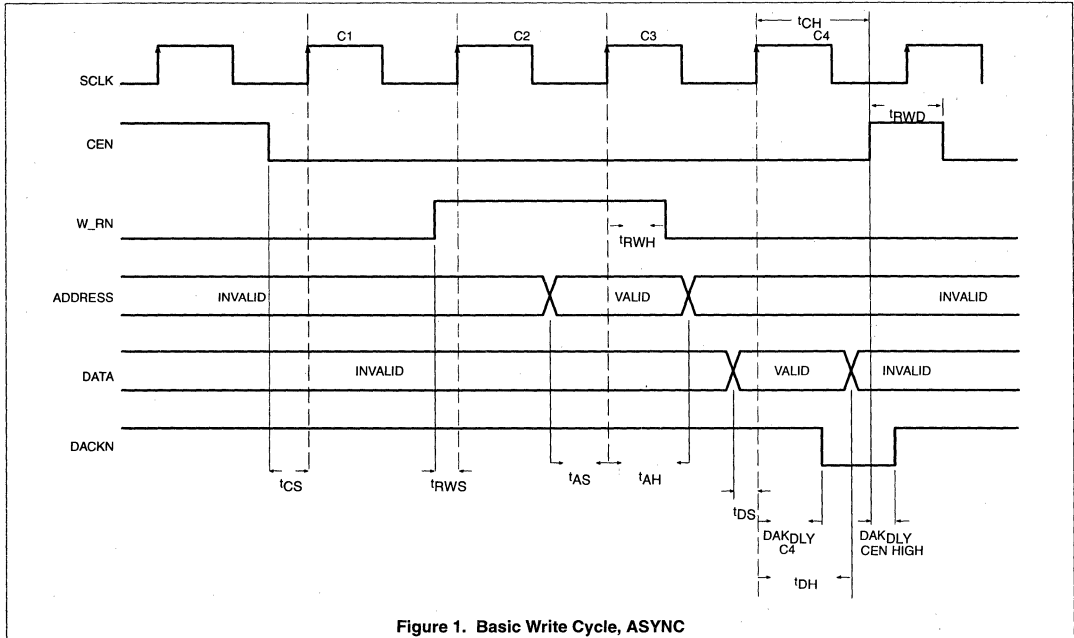 tCH
C1 C2 C3 C4
SCLK
tRWD
CEN
W_RN
tRWH
ADDRESS INVALID VALID INVALID
DATA INVALID VALID INVALID
DACKN
tCS tRWS tAS tAH
tDS
DAKDLY C4
DAKDLY CEN HIGH
tDH
Figure 1. Basic Write Cycle, ASYNC